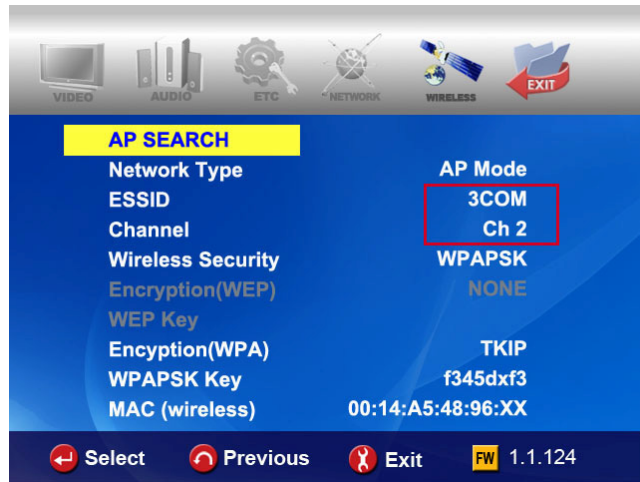 VIDEO AUDIO ETC NETWORK WIRELESS EXIT
AP SEARCH
Network Type AP Mode
ESSID 3COM
Channel Ch 2
Wireless Security WPAPSK
Encryption(WEP) NONE
WEP Key
Encyption(WPA) TKIP
WPAPSK Key f345dxf3
MAC (wireless) 00:14:A5:48:96:XX
Select Previous Exit FW 1.1.124